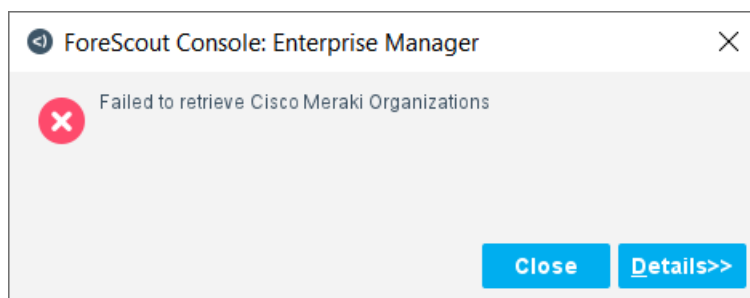 ForeScout Console: Enterprise Manager
Failed to retrieve Cisco Meraki Organizations
Close
Details>>